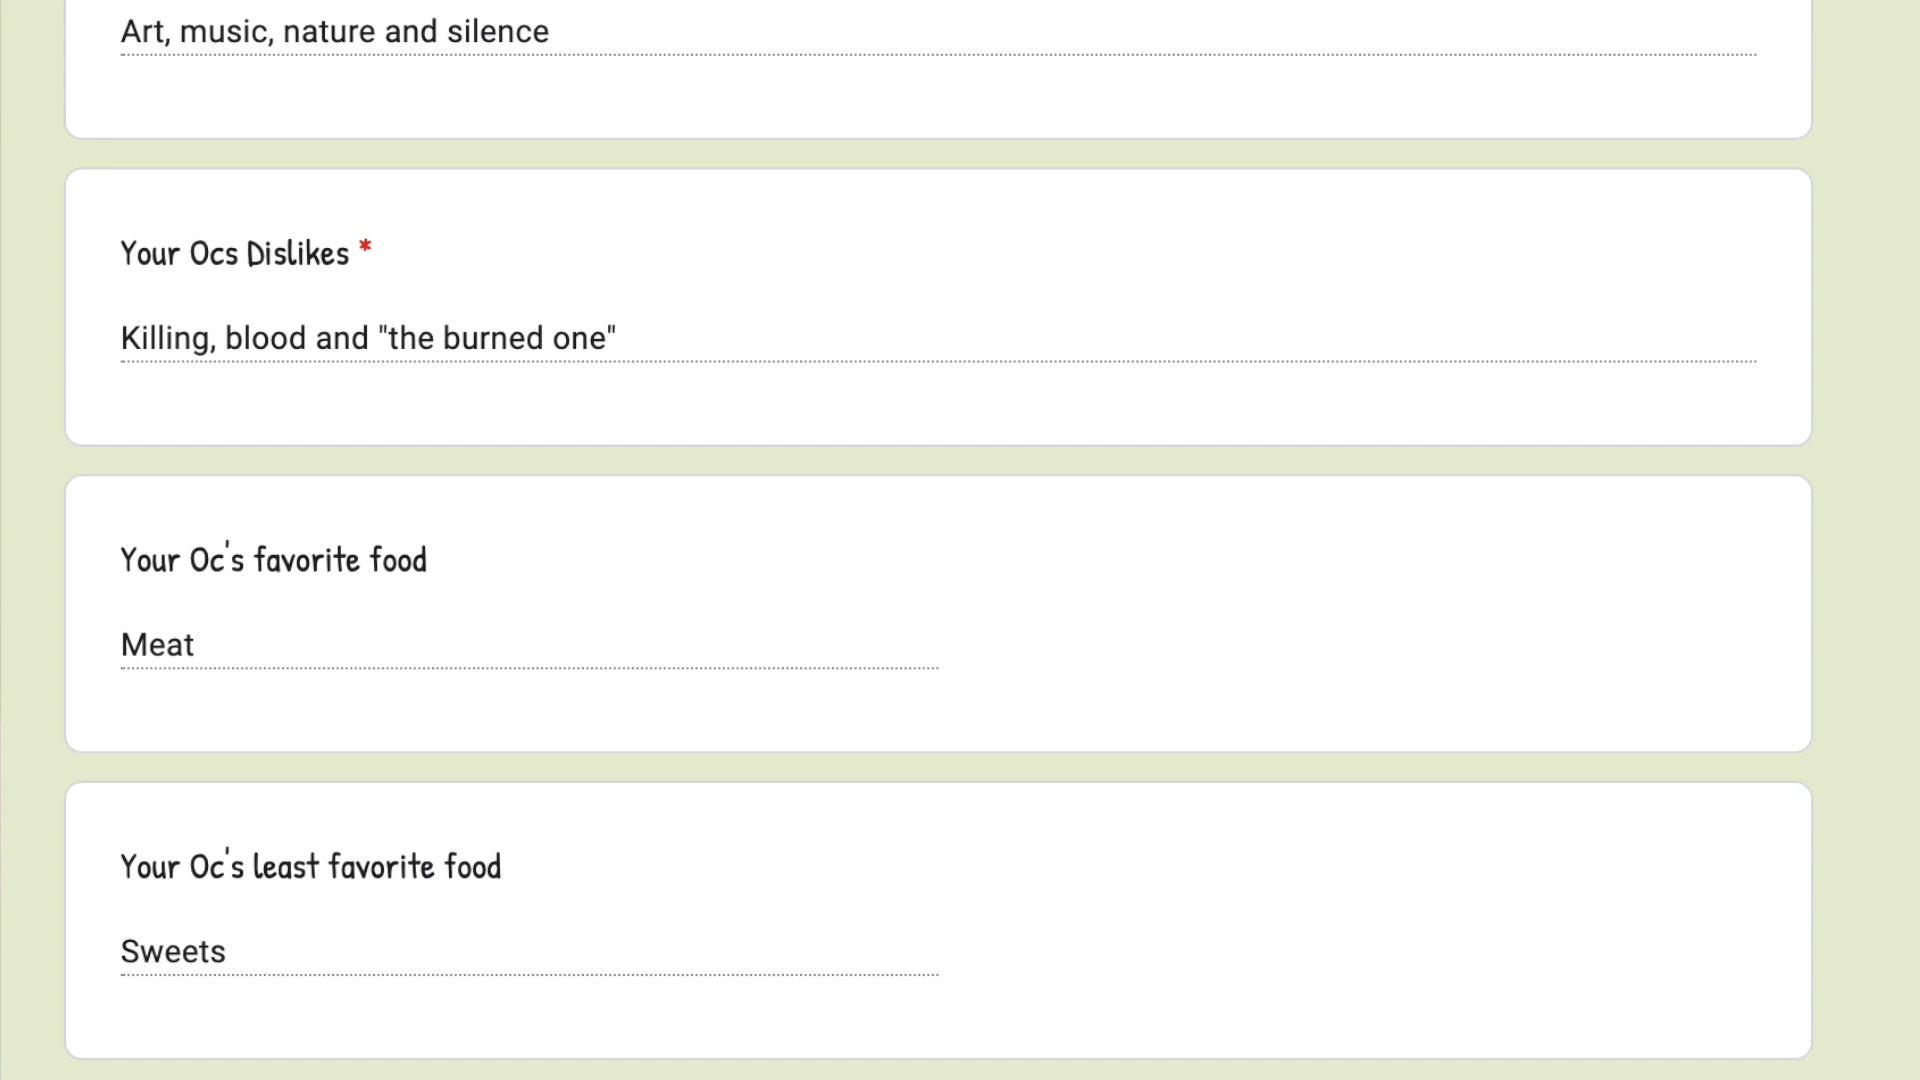 Art, music, nature and silence
Your Ocs Dislikes *
Killing, blood and "the burned one"
Your Oc's favorite food
Meat
Your Oc's least favorite food
Sweets